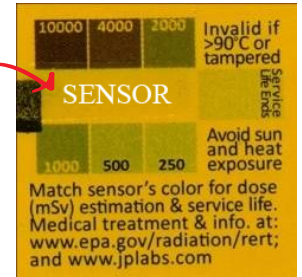 10000 4000 2000
Invalid if
>90°C or
tampered
SENSOR
Service
Life Ends
1000 500 250
Avoid sun
and heat
exposure
Match sensor's color for dose
(mSv) estimation & service life.
Medical treatment & info. at:
www.epa.gov/radiation/rert;
and www.jplabs.com